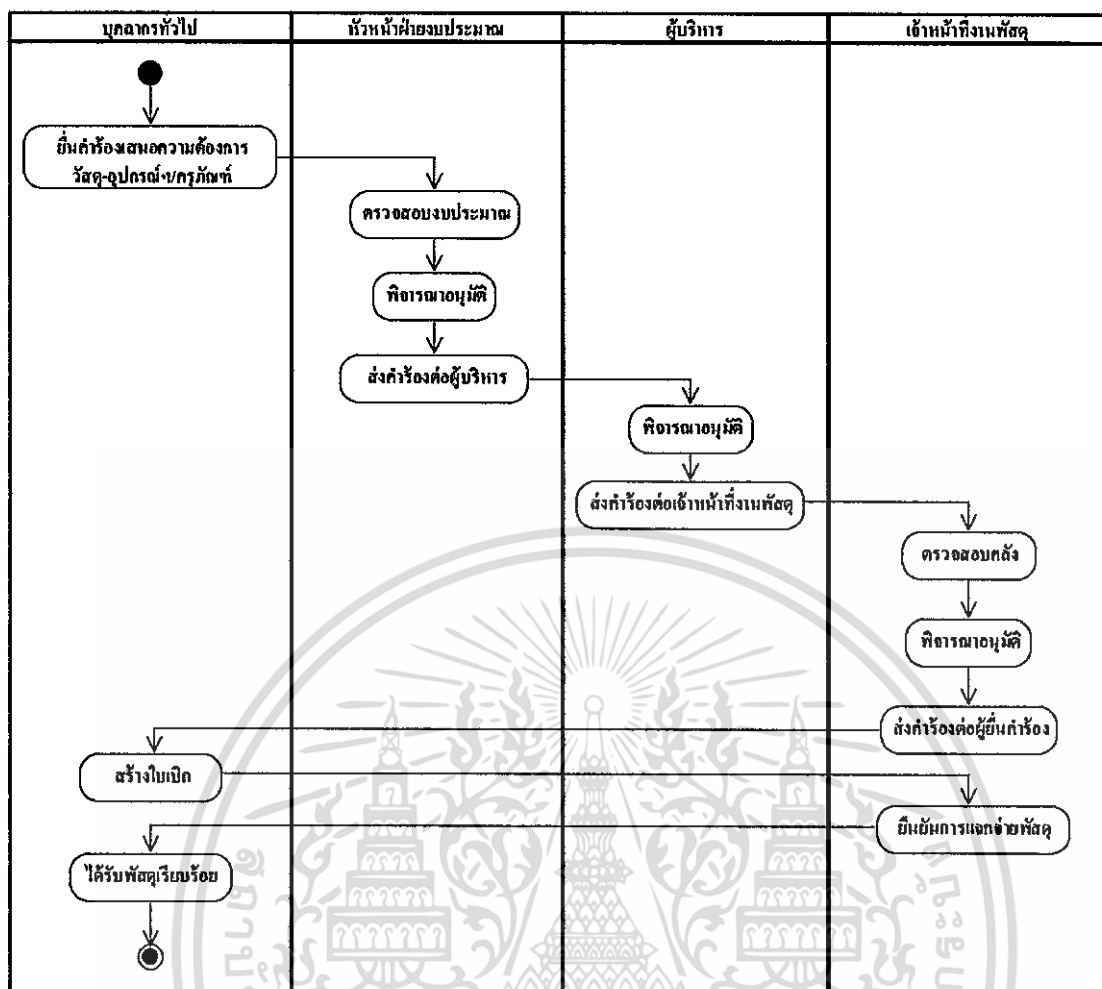 บุคลากรทั่วไป
หัวหน้าฝ่ายงบประมาณ
ผู้บริหาร
เจ้าหน้าที่งานพัสดุ
ยื่นคำร้องเสนอความต้องการ
วัสดุ-อุปกรณ์ฯ/ครุภัณฑ์
ตรวจสอบงบประมาณ
พิจารณาอนุมัติ
ส่งคำร้องต่อผู้บริหาร
พิจารณาอนุมัติ
ส่งคำร้องต่อเจ้าหน้าที่งานพัสดุ
ตรวจสอบคลัง
พิจารณาอนุมัติ
ส่งคำร้องต่อผู้ยื่นคำร้อง
สร้างใบเบิก
ยืนยันการแจกจ่ายพัสดุ
ได้รับพัสดุเรียบร้อย